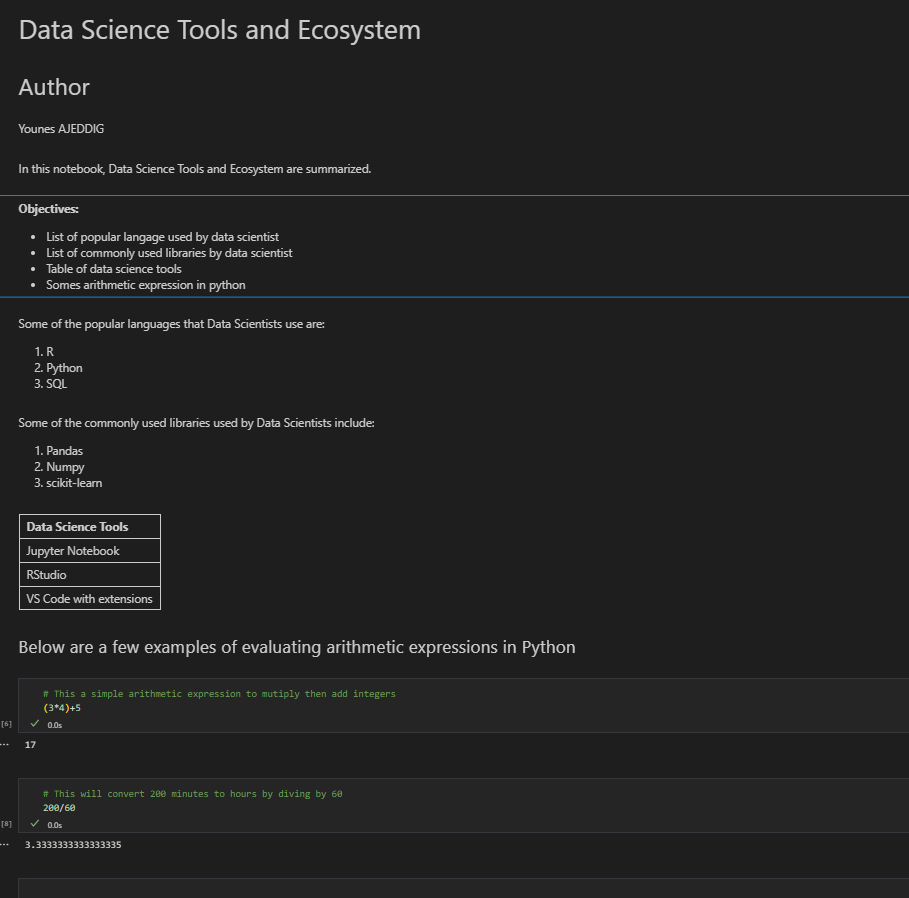 Data Science Tools and Ecosystem
Author
Younes AJEDDIG
In this notebook, Data Science Tools and Ecosystem are summarized.
Objectives:
• List of popular langage used by data scientist
• List of commonly used libraries by data scientist
• Table of data science tools
• Somes arithmetic expression in python
Some of the popular languages that Data Scientists use are:
1. R
2. Python
3. SQL
Some of the commonly used libraries used by Data Scientists include:
1. Pandas
2. Numpy
3. scikit-learn
Data Science Tools
Jupyter Notebook
RStudio
VS Code with extensions
Below are a few examples of evaluating arithmetic expressions in Python
# This a simple arithmetic expression to mutiply then add integers
(3*4)+5
[6] ✓ 0.0s
... 17
# This will convert 200 minutes to hours by diving by 60
200/60
[8] ✓ 0.0s
... 3.3333333333333335